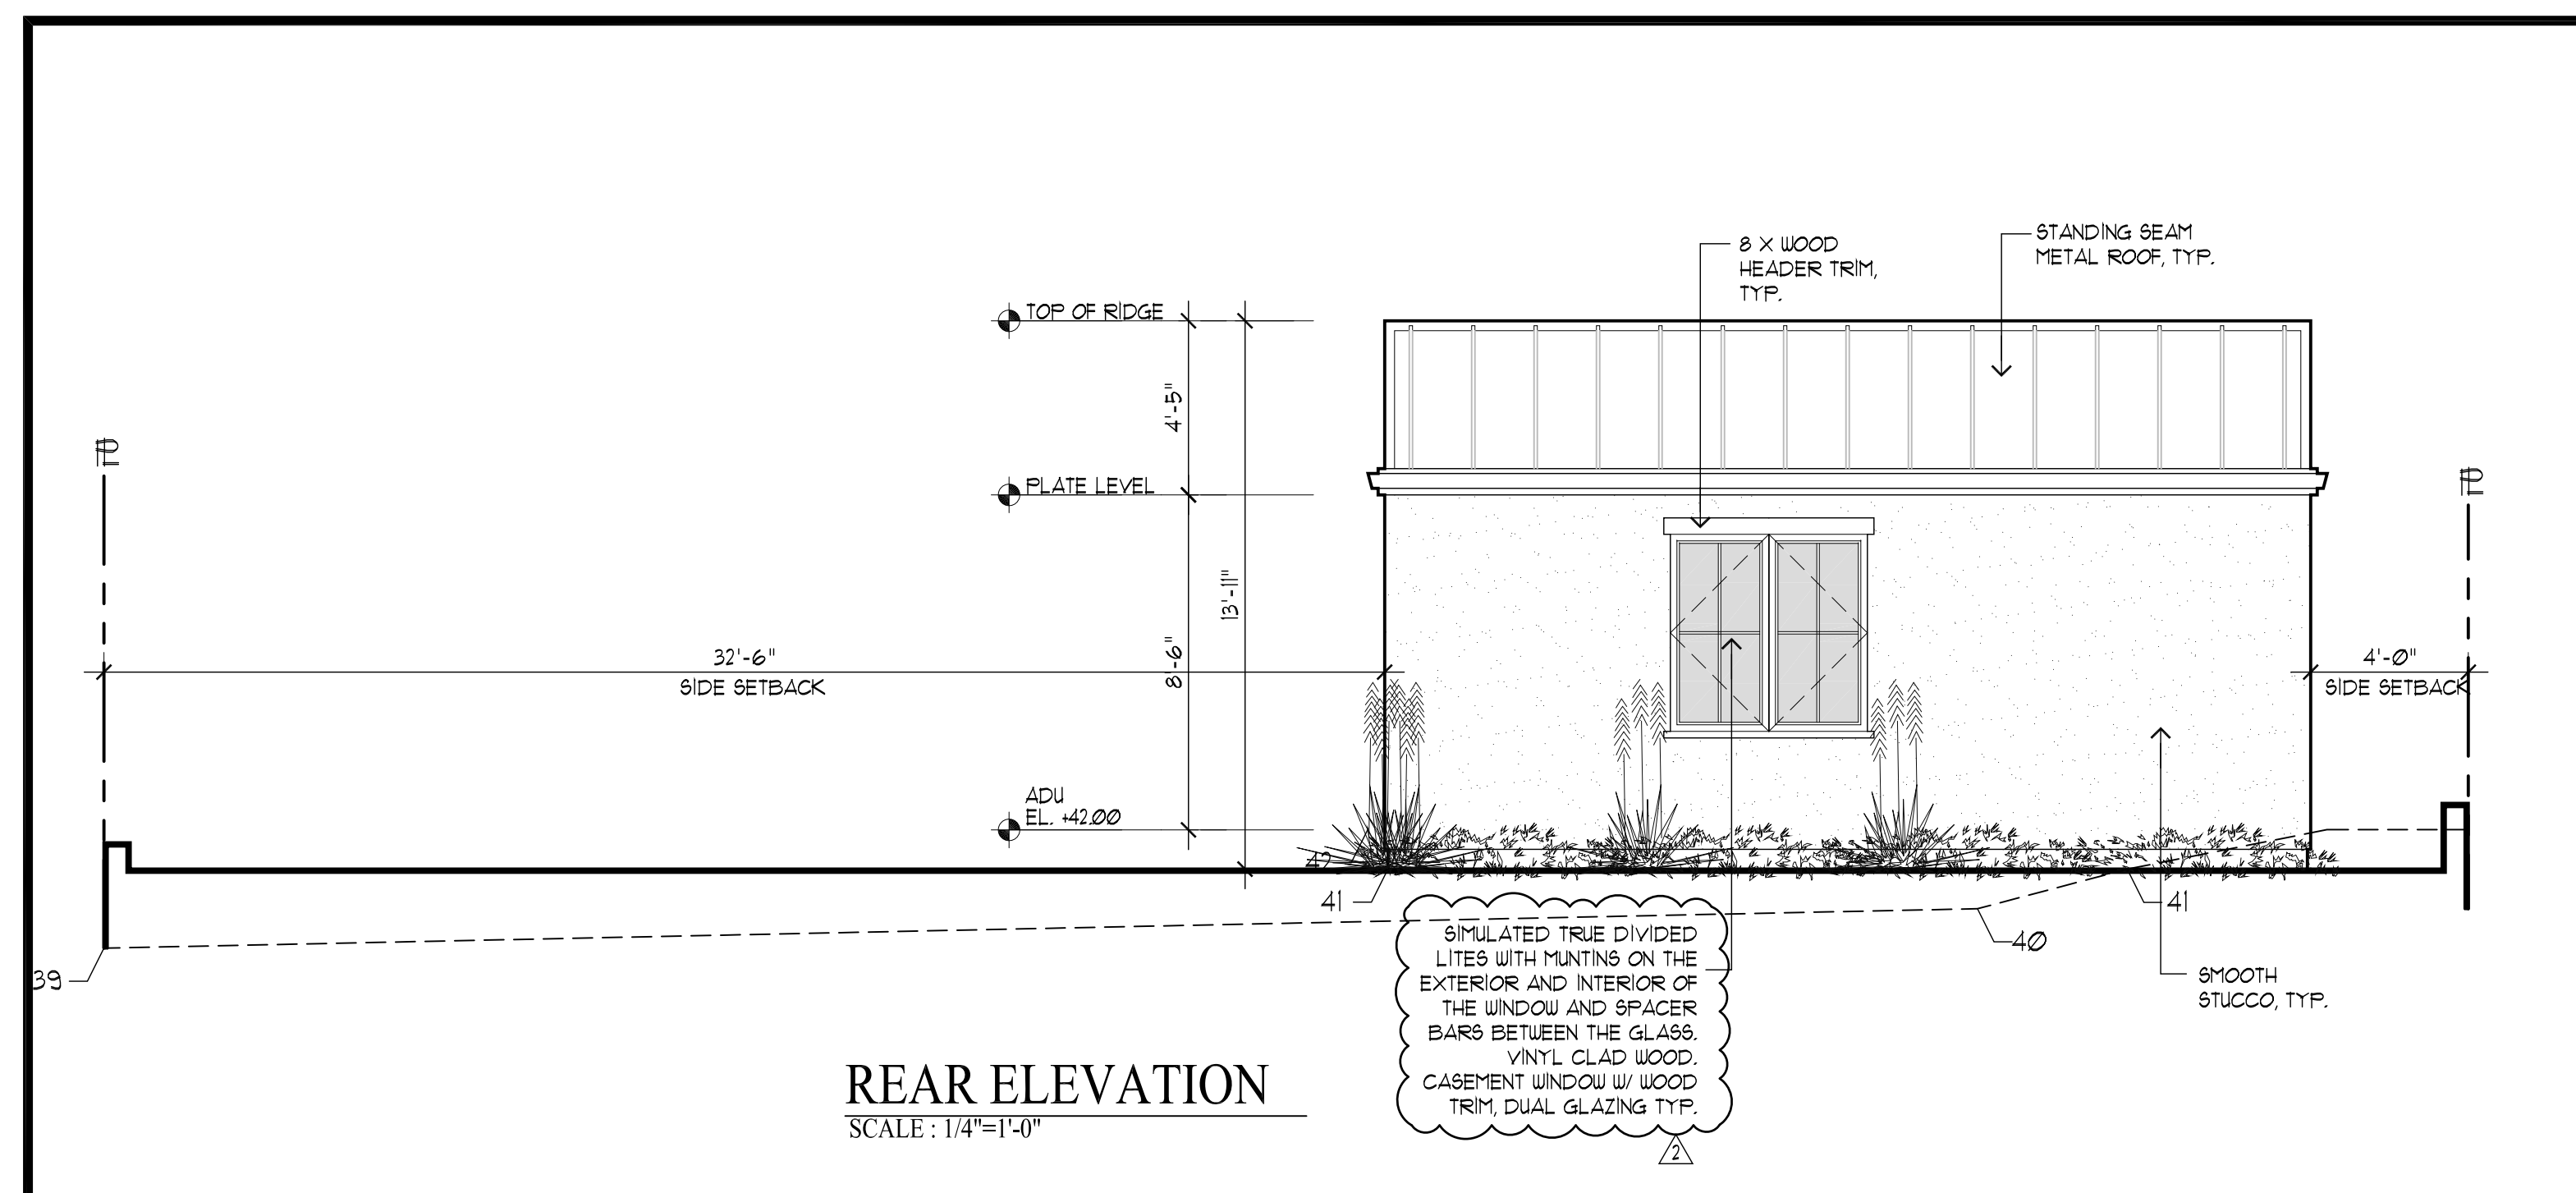 8 X WOOD
HEADER TRIM,
TYP.
STANDING SEAM
METAL ROOF, TYP.
TOP OF RIDGE
4'-5"
PLATE LEVEL
13'-11"
8'-6"
32'-6"
SIDE SETBACK
4'-0"
SIDE SETBACK
ADU
EL. +42.00
42
41
41
40
39
SIMULATED TRUE DIVIDED
LITES WITH MUNTINS ON THE
EXTERIOR AND INTERIOR OF
THE WINDOW AND SPACER
BARS BETWEEN THE GLASS.
VINYL CLAD WOOD.
CASEMENT WINDOW W/ WOOD
TRIM, DUAL GLAZING TYP.
2
SMOOTH
STUCCO, TYP.
REAR ELEVATION
SCALE : 1/4"=1'-0"